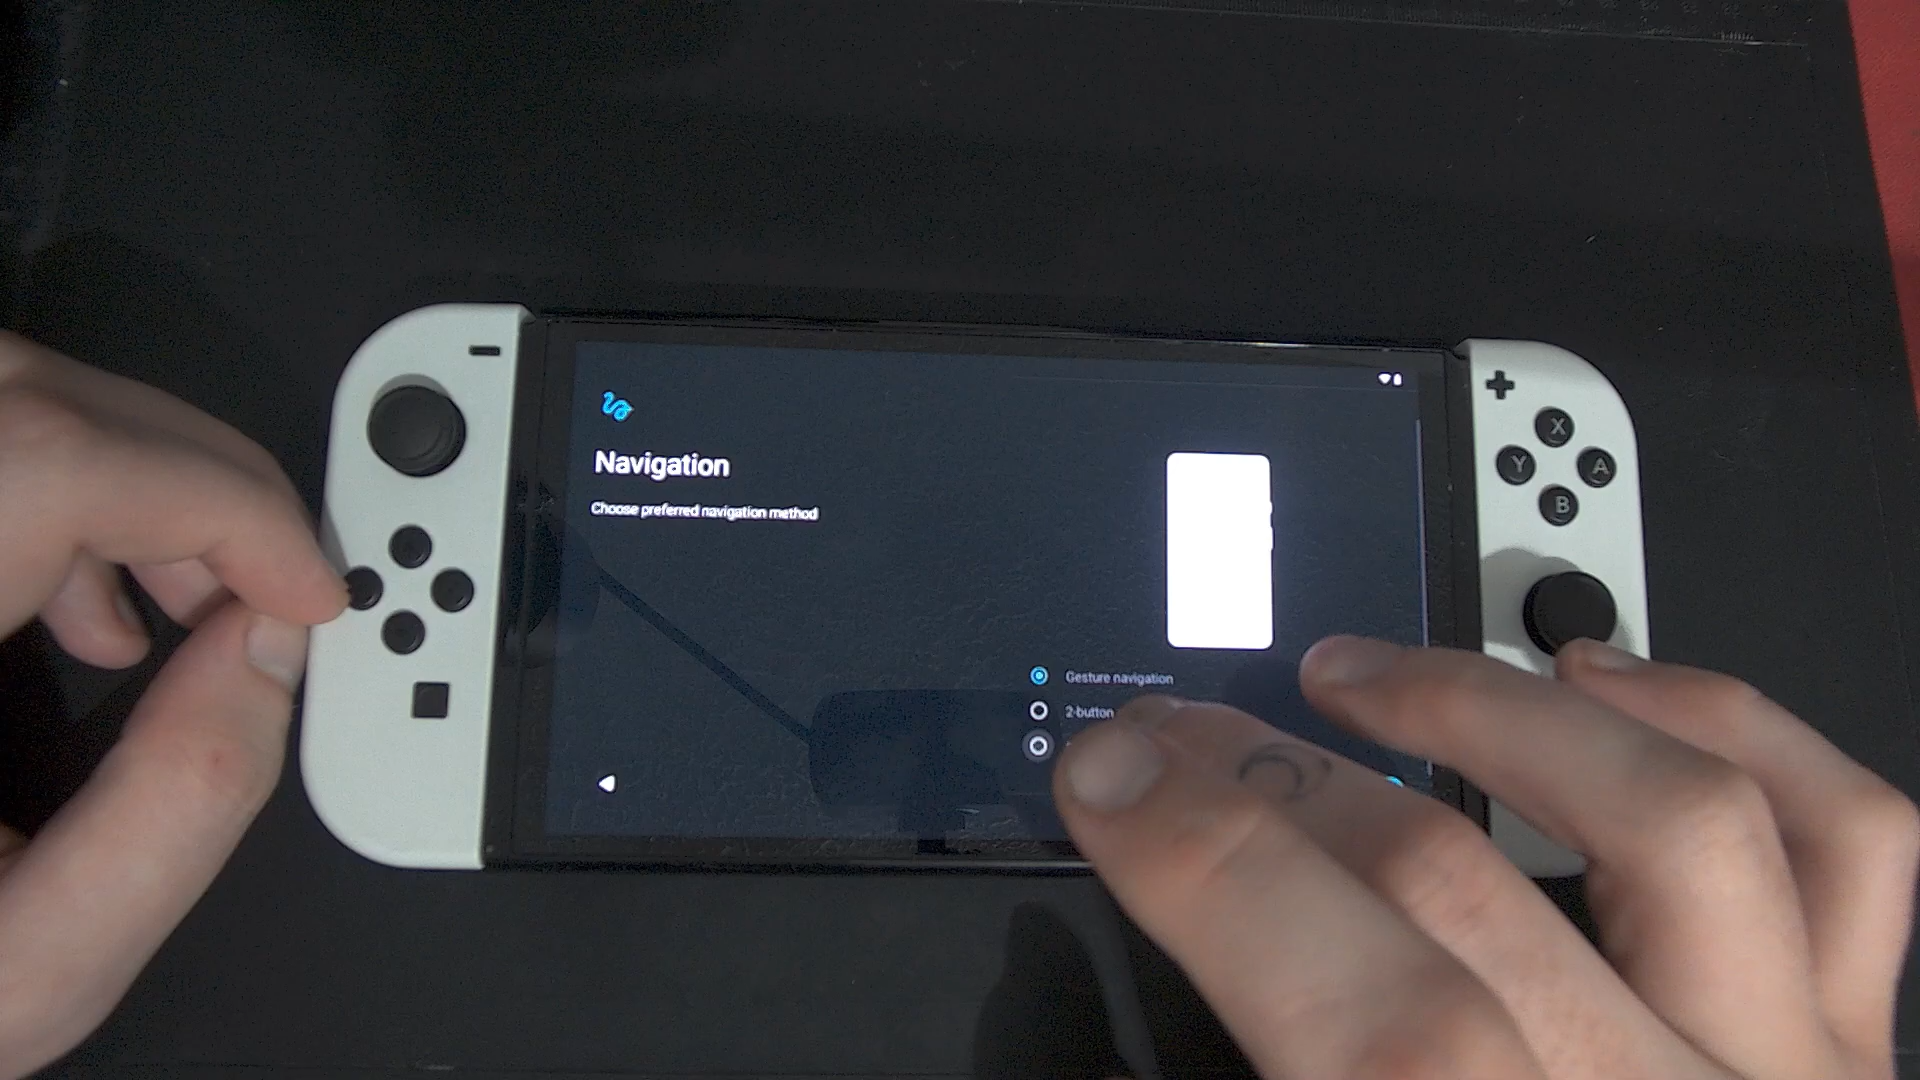 Navigation
Choose preferred navigation method
Gesture navigation
2-button
X
Y
A
B